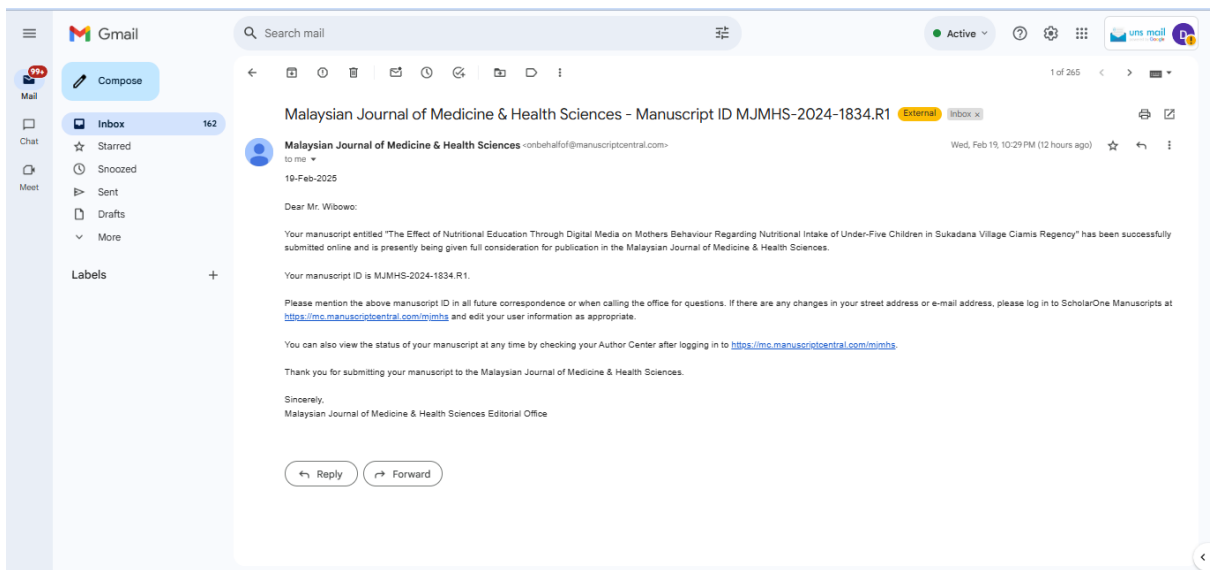 Gmail
Search mail
Active
uns mail
99+
Mail
Compose
1 of 265
Chat
Inbox 162
Malaysian Journal of Medicine & Health Sciences - Manuscript ID MJMHS-2024-1834.R1 External Inbox x
Starred
Malaysian Journal of Medicine & Health Sciences <onbehalfof@manuscriptcentral.com>
Wed, Feb 19, 10:29 PM (12 hours ago)
to me
Meet
Snoozed
Sent
Drafts
More
Labels +
19-Feb-2025
Dear Mr. Wibowo:
Your manuscript entitled "The Effect of Nutritional Education Through Digital Media on Mothers Behaviour Regarding Nutritional Intake of Under-Five Children in Sukadana Village Ciamis Regency" has been successfully
submitted online and is presently being given full consideration for publication in the Malaysian Journal of Medicine & Health Sciences.
Your manuscript ID is MJMHS-2024-1834.R1.
Please mention the above manuscript ID in all future correspondence or when calling the office for questions. If there are any changes in your street address or e-mail address, please log in to ScholarOne Manuscripts at
https://mc.manuscriptcentral.com/mjmhs and edit your user information as appropriate.
You can also view the status of your manuscript at any time by checking your Author Center after logging in to https://mc.manuscriptcentral.com/mjmhs.
Thank you for submitting your manuscript to the Malaysian Journal of Medicine & Health Sciences.
Sincerely,
Malaysian Journal of Medicine & Health Sciences Editorial Office
Reply
Forward